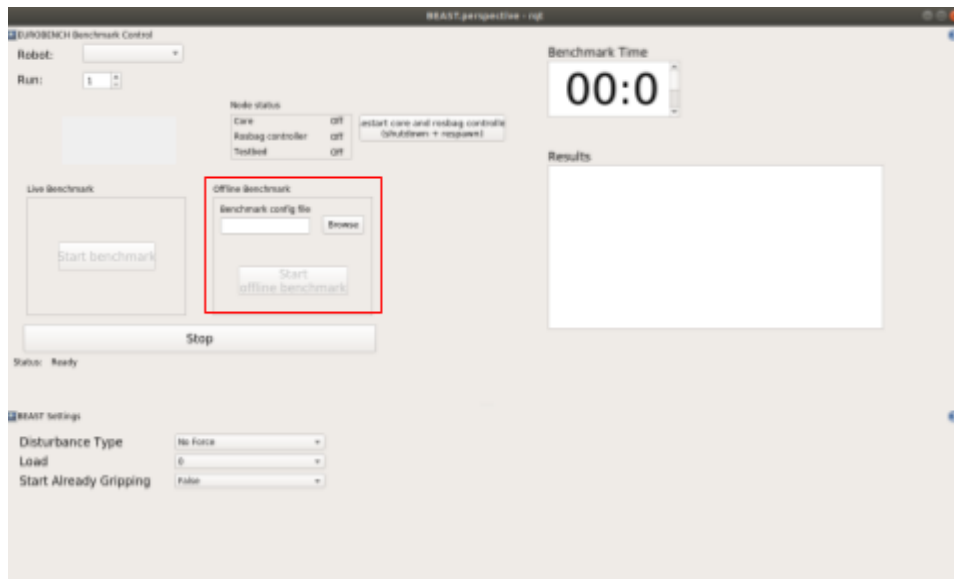 BEAST.perspective - rqt
EUROBENCH Benchmark Control
Robot:
Run: 1
Benchmark Time
00:0
Node status
Core Off
Rosbag controller Off
Testbed Off
estart core and rosbag controlle
(shutdown + respawn)
Results
Live Benchmark
Start benchmark
Offline Benchmark
Benchmark config file
Browse
Start
offline benchmark
Stop
Status: Ready
BEAST Settings
Disturbance Type No Force
Load 0
Start Already Gripping False